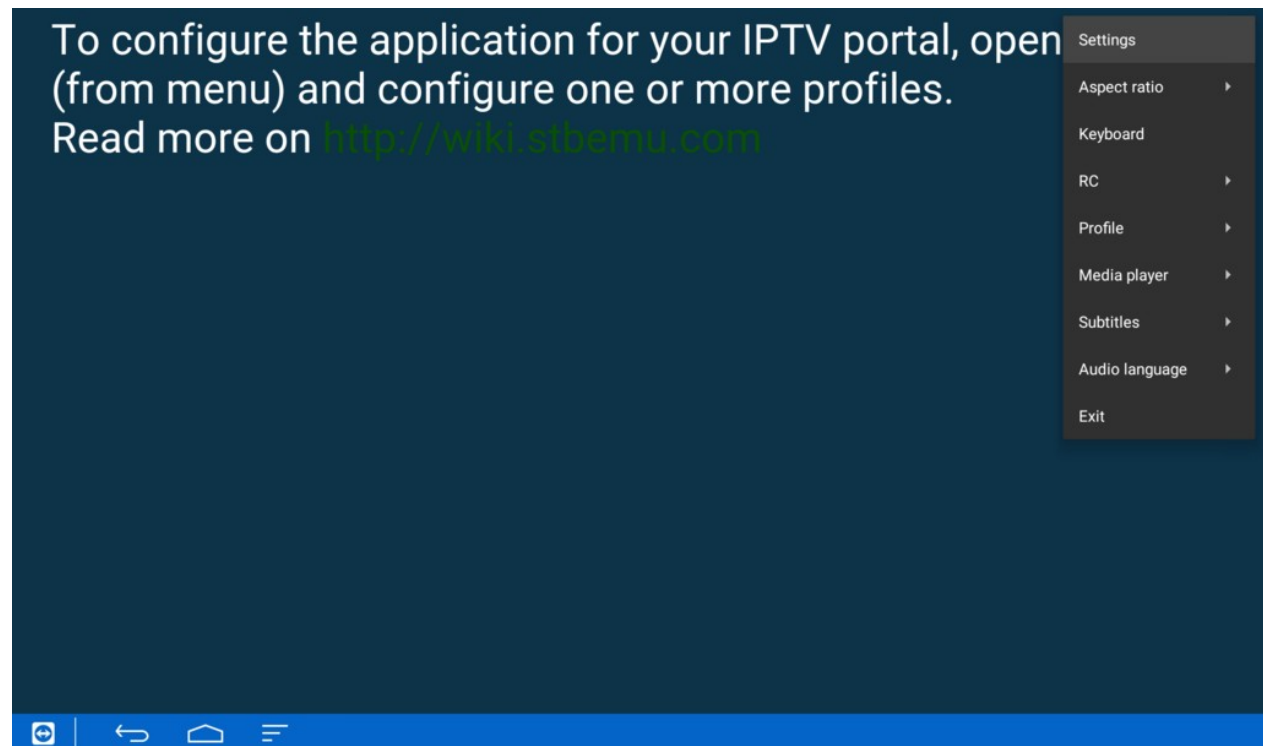 To configure the application for your IPTV portal, open
(from menu) and configure one or more profiles.
Read more on http://wiki.stbemu.com
Settings
Aspect ratio
Keyboard
RC
Profile
Media player
Subtitles
Audio language
Exit